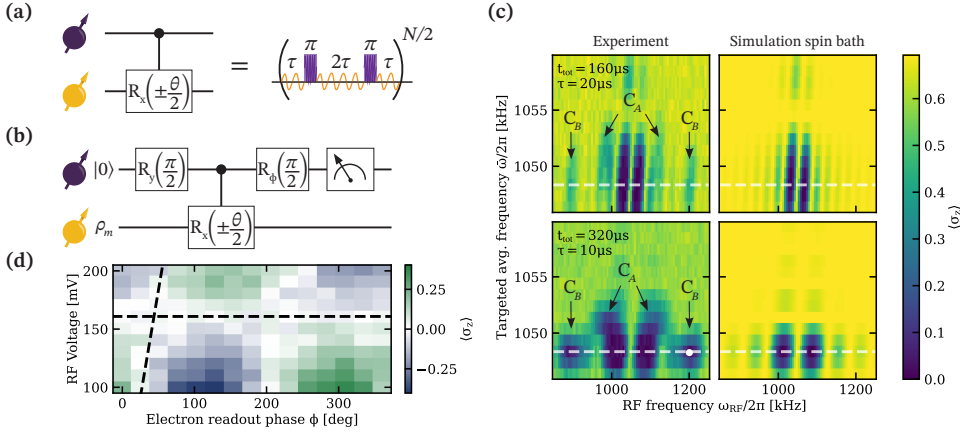 (a)
R_x(±θ/2)
=
(τ π 2τ π τ)^N/2
(b)
|0⟩ R_y(π/2) R_ϕ(π/2)
ρ_m R_x(±θ/2)
(d)
RF Voltage [mV]
200
150
100
0 100 200 300
Electron readout phase ϕ [deg]
0.25
0.00
−0.25
⟨σ_z⟩
(c)
Experiment Simulation spin bath
Targeted avg. frequency ω̄/2π [kHz]
t_tot = 160μs
τ = 20μs
C_B C_A C_B
1055
1050
t_tot = 320μs
τ = 10μs
C_B C_A C_B
1055
1050
1000 1200 1000 1200
RF frequency ω_RF/2π [kHz]
0.6
0.5
0.4
0.3
0.2
0.1
0.0
⟨σ_z⟩